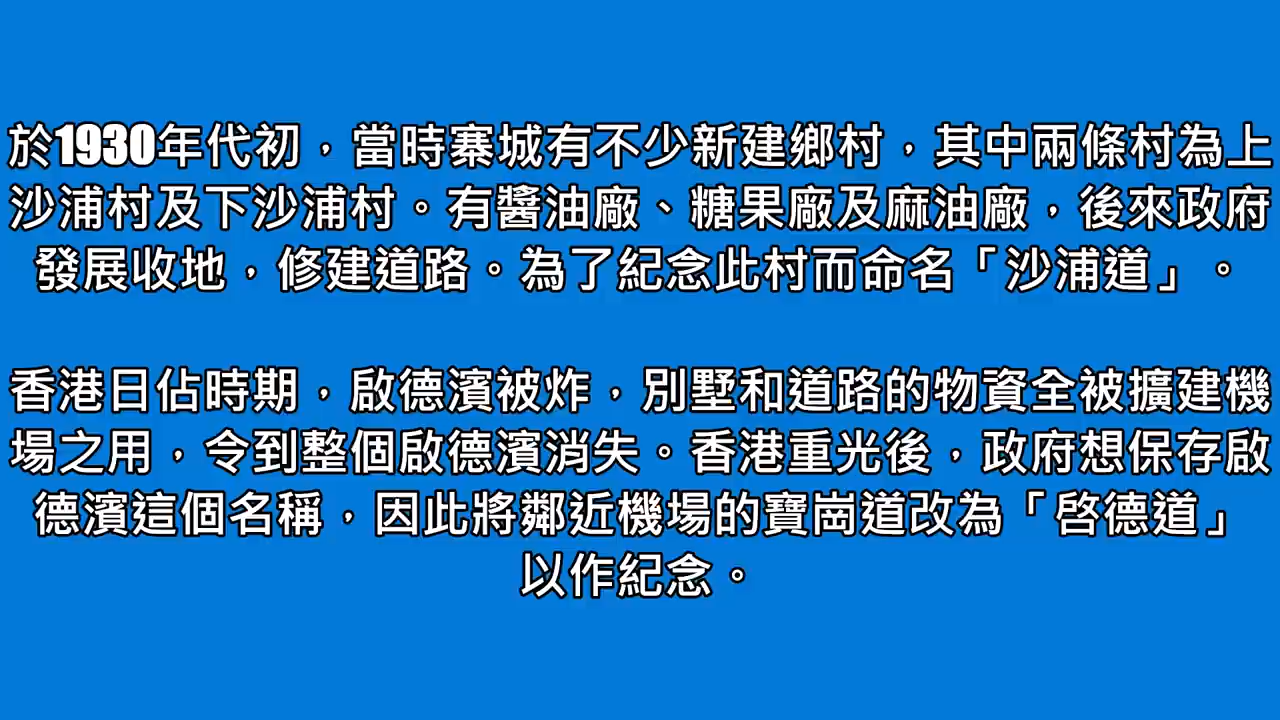 於1930年代初，當時寨城有不少新建鄉村，其中兩條村為上
沙浦村及下沙浦村。有醬油廠、糖果廠及麻油廠，後來政府
發展收地，修建道路。為了紀念此村而命名「沙浦道」。
香港日佔時期，啟德濱被炸，別墅和道路的物資全被擴建機
場之用，令到整個啟德濱消失。香港重光後，政府想保存啟
德濱這個名稱，因此將鄰近機場的寶崗道改為「啓德道」
以作紀念。